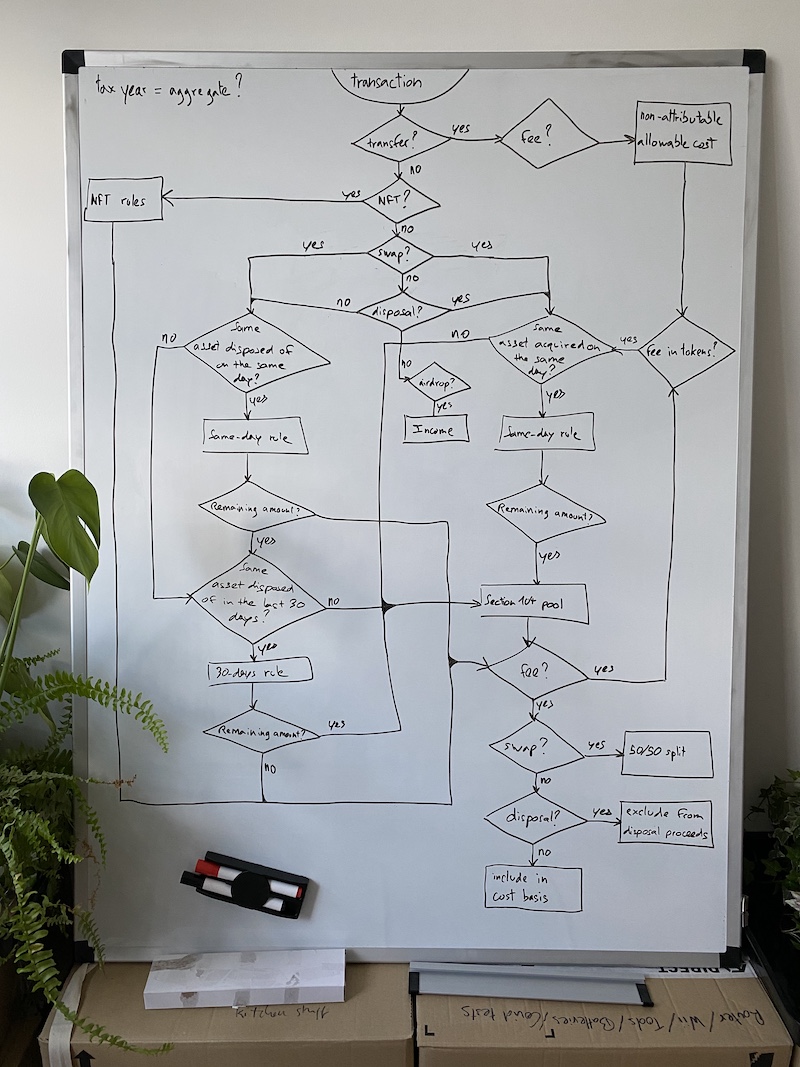 tax year = aggregate?
transaction
transfer?
yes
fee?
non-attributable
allowable cost
no
NFT rules
yes
NFT?
no
yes
swap?
yes
no
no
disposal?
yes
no
Same
asset disposed of
on the same
day?
no
Same
asset acquired on
the same
day?
yes
fee in tokens?
no
airdrop?
yes
Income
yes
yes
Same-day rule
Same-day rule
Remaining amount?
Remaining amount?
yes
yes
Same
asset disposed
of in the last 30
days?
no
Section 104 pool
yes
30-days rule
fee?
yes
yes
Remaining amount?
yes
no
swap?
yes
50/50 split
no
disposal?
yes
exclude from
disposal proceeds
no
include in
cost basis
DIRECT
Router/Wii/Tools/Batteries/Covid tests